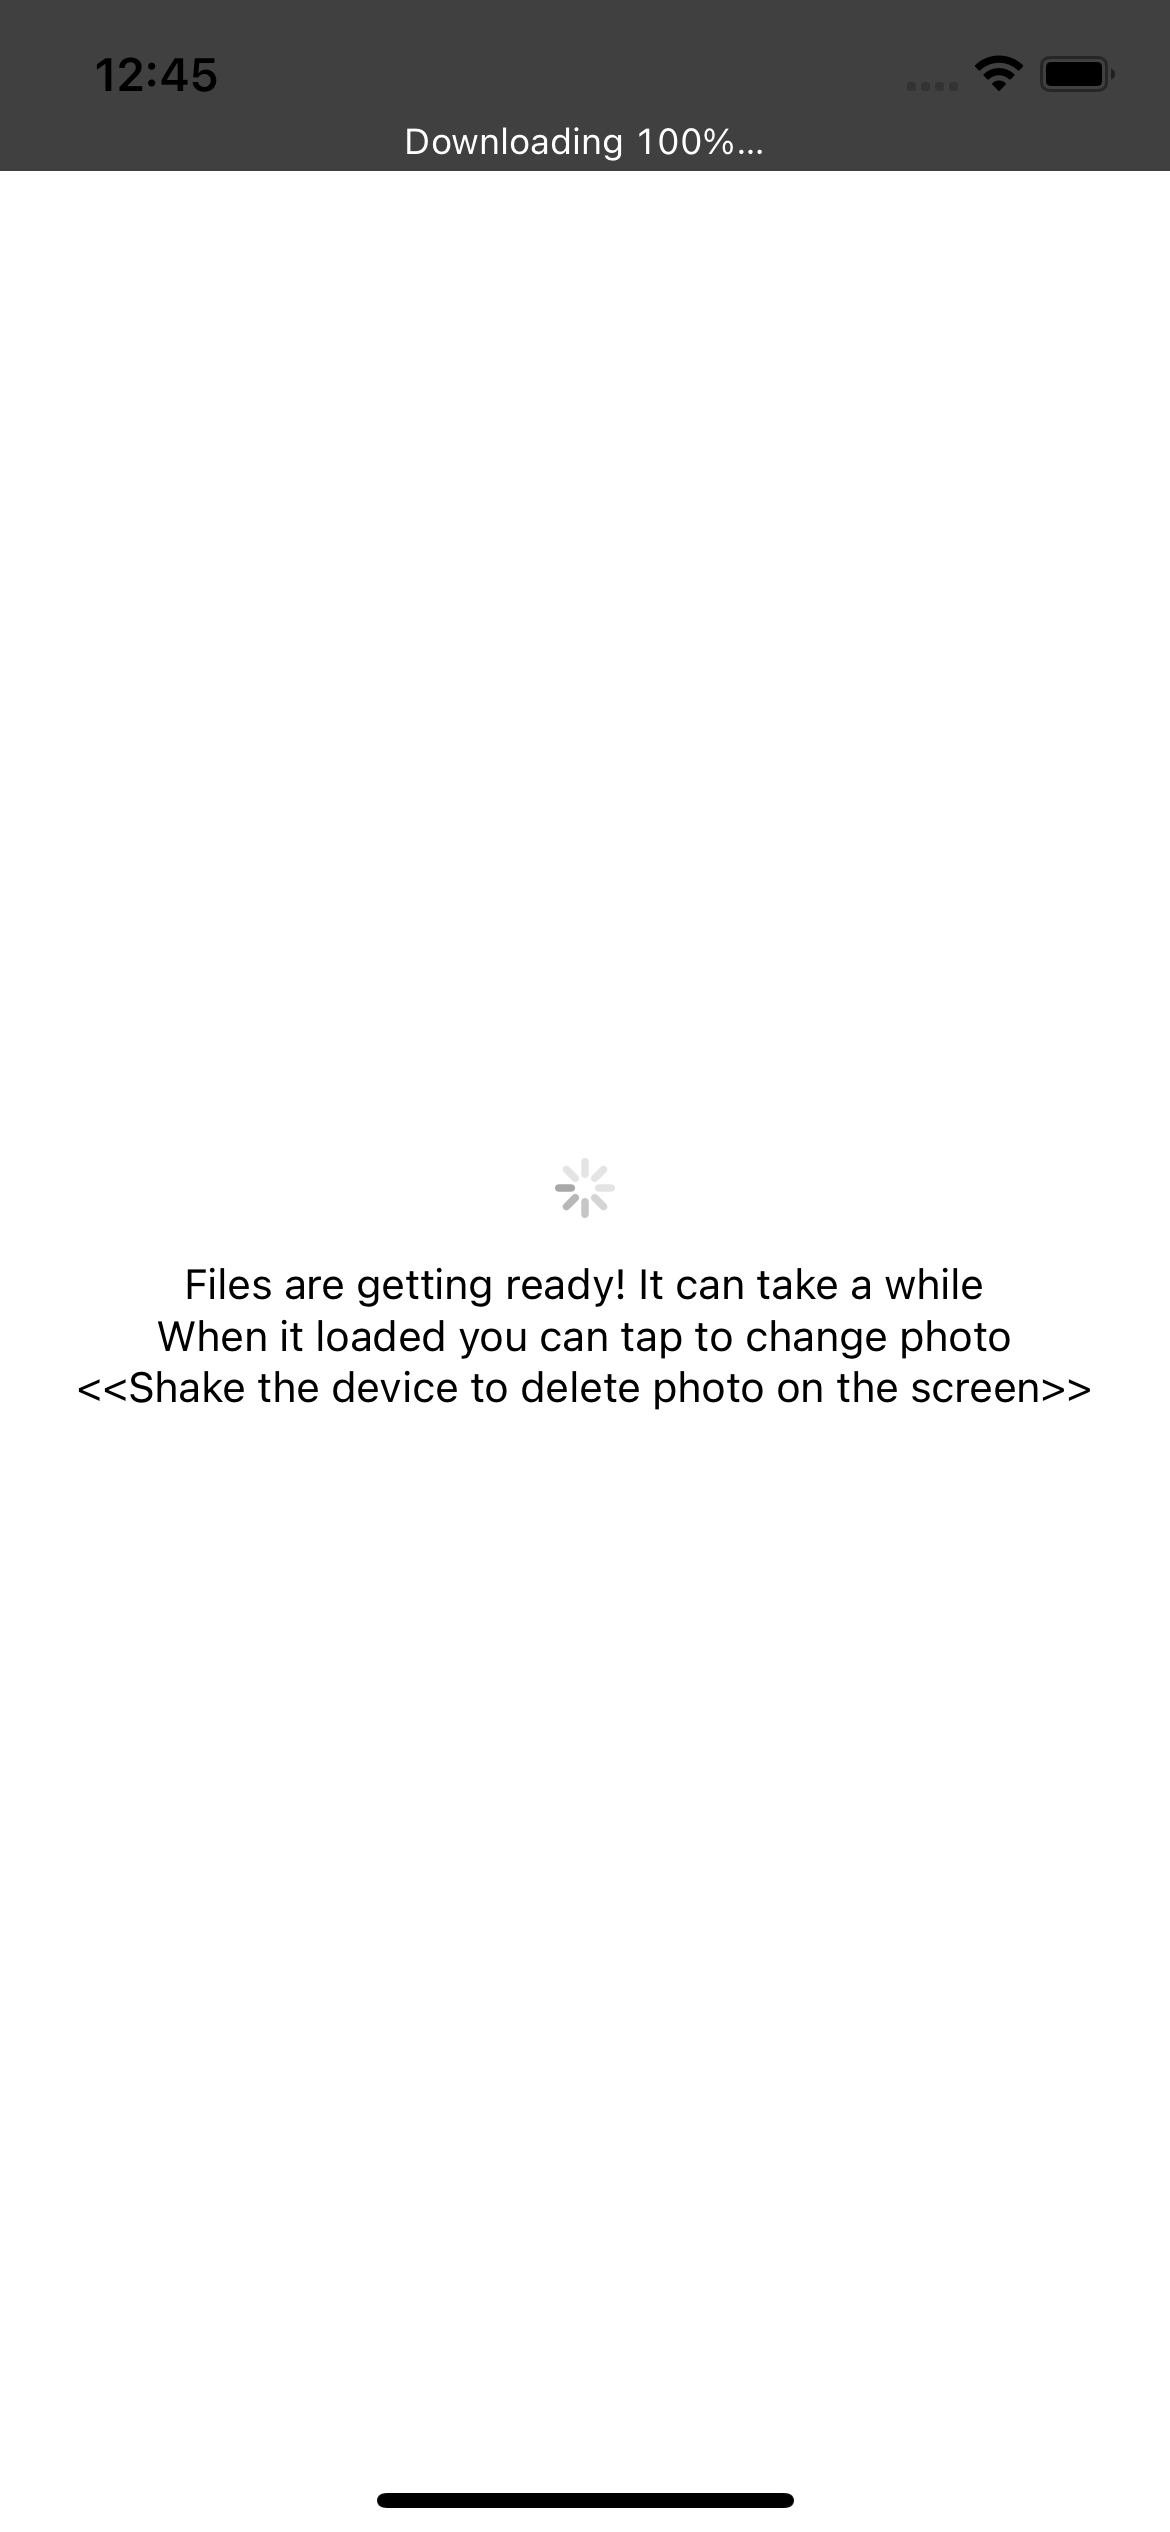 12:45
Downloading 100%...
Files are getting ready! It can take a while
When it loaded you can tap to change photo
<<Shake the device to delete photo on the screen>>